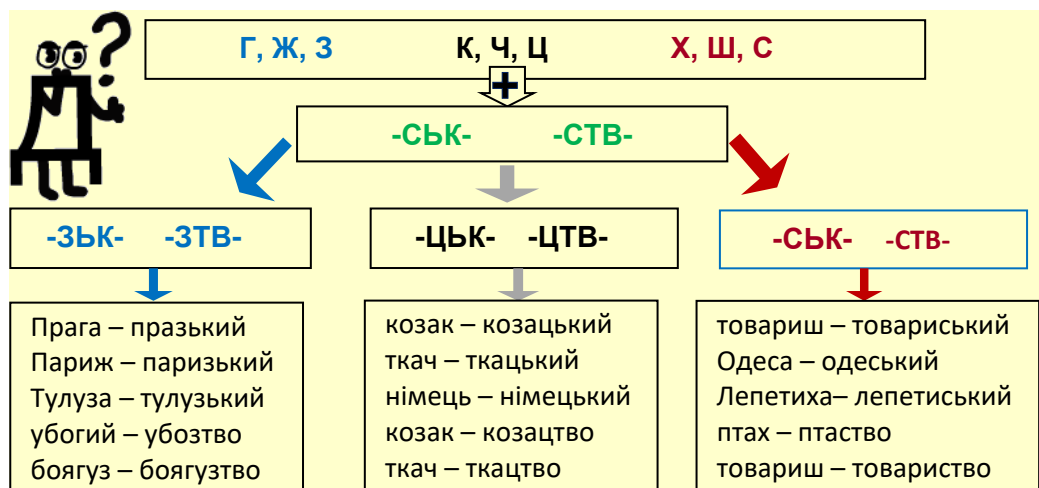 ?
Г, Ж, З К, Ч, Ц Х, Ш, С
+
-СЬК- -СТВ-
-ЗЬК- -ЗТВ-
-ЦЬК- -ЦТВ-
-СЬК- -СТВ-
Прага – празький
Париж – паризький
Тулуза – тулузький
убогий – убозтво
боягуз – боягузтво
козак – козацький
ткач – ткацький
німець – німецький
козак – козацтво
ткач – ткацтво
товариш – товариський
Одеса – одеський
Лепетиха– лепетиський
птах – птаство
товариш – товариство